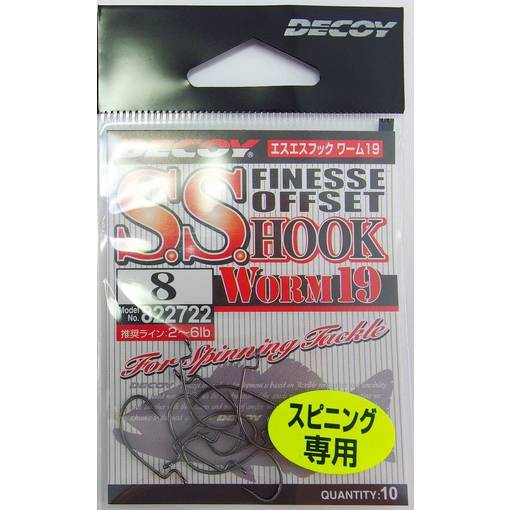 DECOY
DECOY® エスエスフック ワーム19
S.S. FINESSE
OFFSET
HOOK
8 WORM19
Model No. 822722
推奨ライン:2〜6lb
For Spinning Tackle
DECOY
スピニング
専用
QUANTITY:10